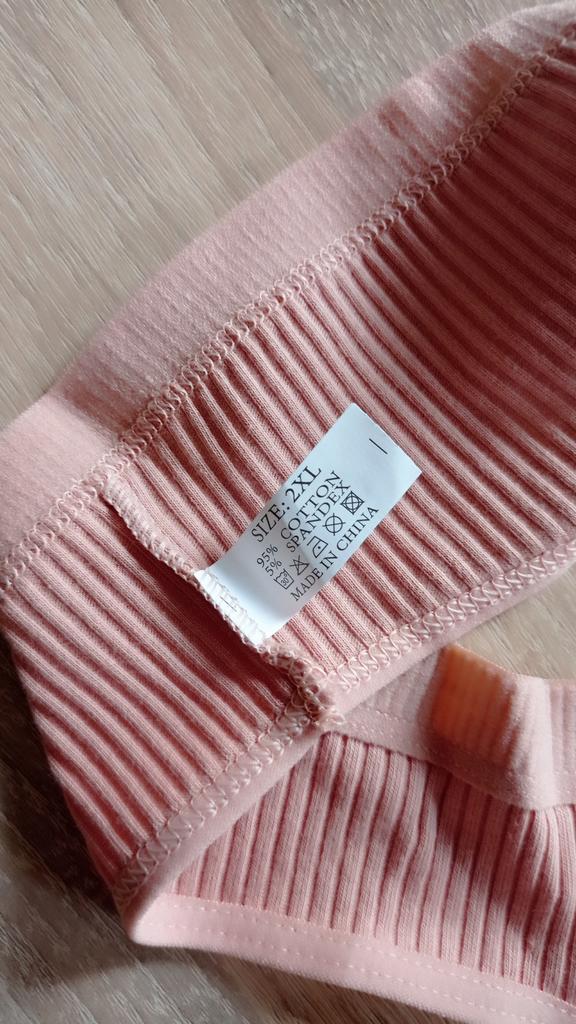 SIZE: 2XL
95% COTTON
5% SPANDEX
MADE IN CHINA